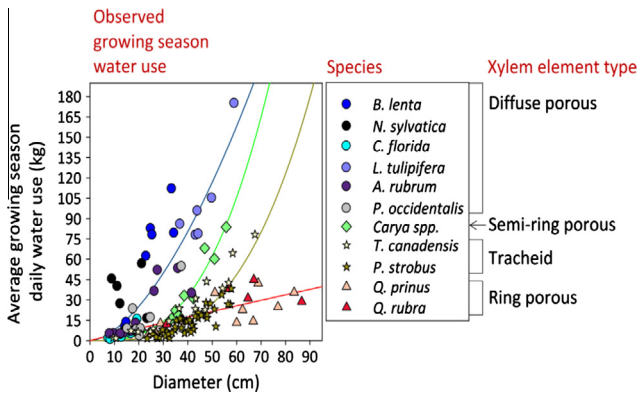 Observed
growing season
water use
Species
Xylem element type
180
165
150
135
120
105
90
75
60
45
30
15
0
Average growing season
daily water use (kg)
B. lenta
N. sylvatica
C. florida
L. tulipifera
A. rubrum
P. occidentalis
Carya spp.
T. canadensis
P. strobus
Q. prinus
Q. rubra
Diffuse porous
Semi-ring porous
Tracheid
Ring porous
0 10 20 30 40 50 60 70 80 90
Diameter (cm)